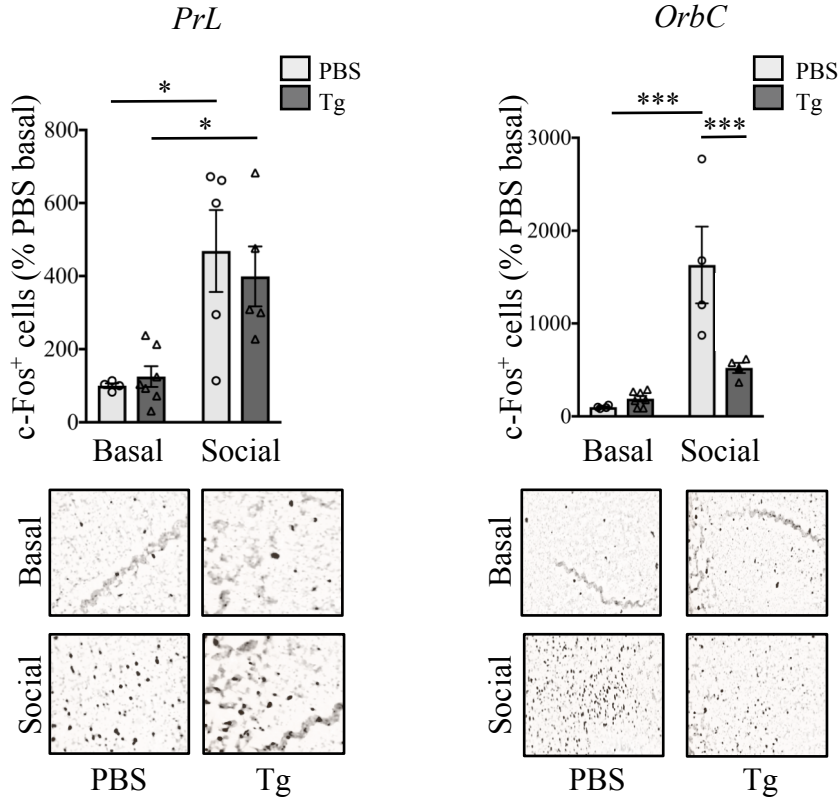 PrL
OrbC
PBS
Tg
PBS
Tg
*
*
***
***
c-Fos⁺ cells (% PBS basal)
800
600
400
200
0
Basal Social
c-Fos⁺ cells (% PBS basal)
3000
2000
1000
0
Basal Social
Basal
Social
PBS Tg
Basal
Social
PBS Tg